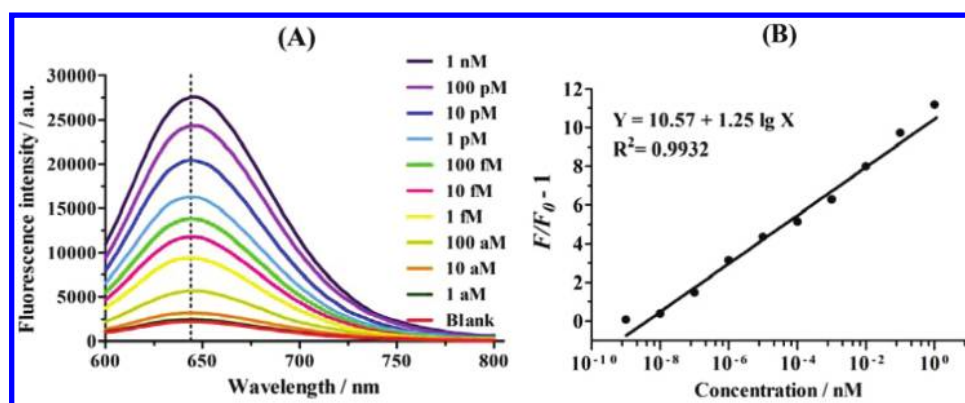 (A)
30000
25000
20000
15000
10000
5000
0
600
650
700
750
800
Fluorescence intensity / a.u.
Wavelength / nm
1 nM
100 pM
10 pM
1 pM
100 fM
10 fM
1 fM
100 aM
10 aM
1 aM
Blank
(B)
12
10
8
6
4
2
0
Y = 10.57 + 1.25 lg X
R²= 0.9932
F/F₀ - 1
10⁻¹⁰
10⁻⁸
10⁻⁶
10⁻⁴
10⁻²
10⁰
Concentration / nM